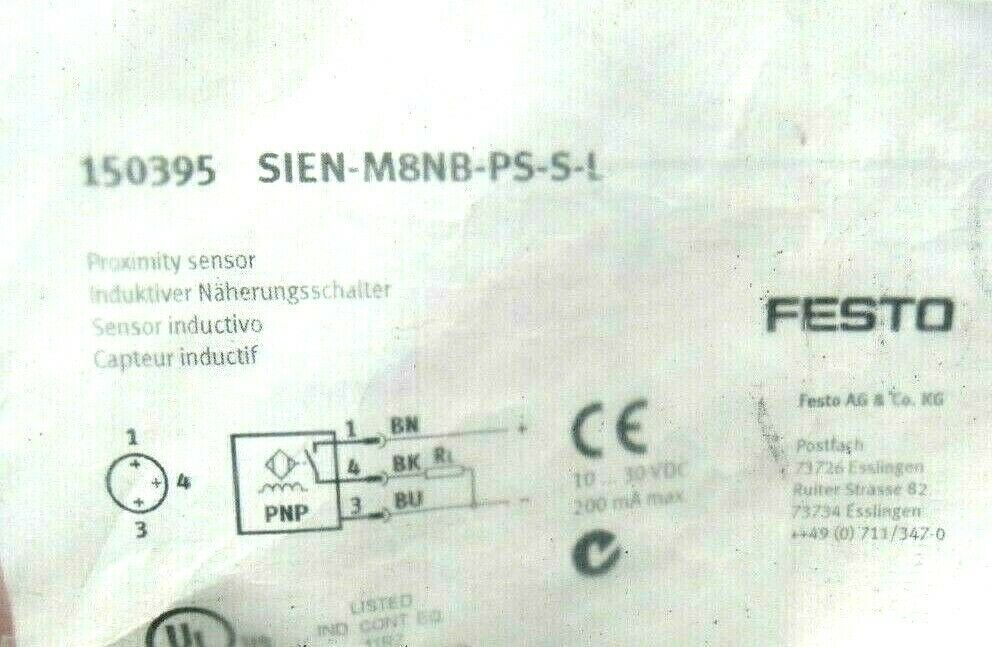 150395 SIEN-M8NB-PS-S-L
Proximity sensor
Induktiver Näherungsschalter
Sensor inductivo
Capteur inductif
FESTO
Festo AG & Co. KG
Postfach
73726 Esslingen
Ruiter Strasse 82
73734 Esslingen
++49 (0) 711/347-0
1
4
3
1 BN +
4 BK RL
3 BU -
PNP
CE
10 ... 30 VDC
200 mA max
UL
LISTED
IND CONT EQ